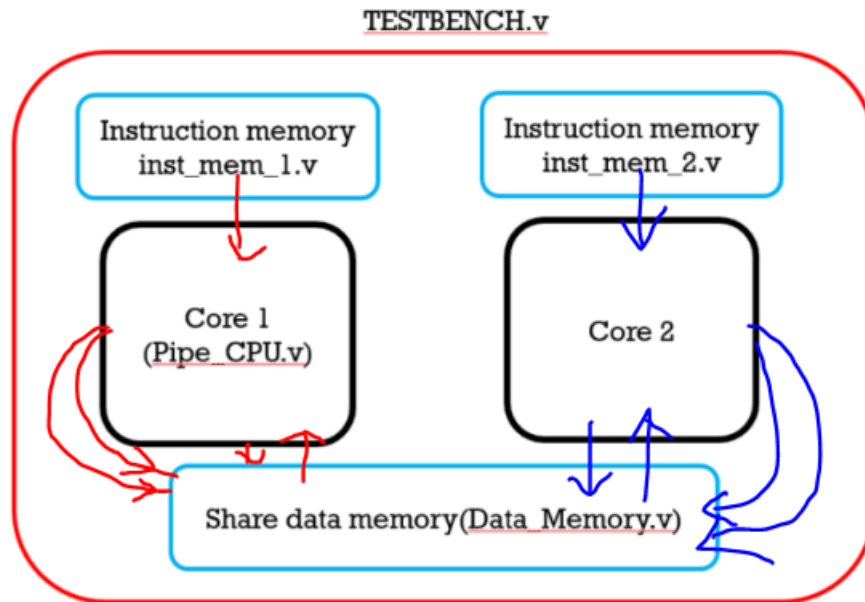 TESTBENCH.v
Instruction memory
inst_mem_1.v
Instruction memory
inst_mem_2.v
Core 1
(Pipe_CPU.v)
Core 2
Share data memory(Data_Memory.v)